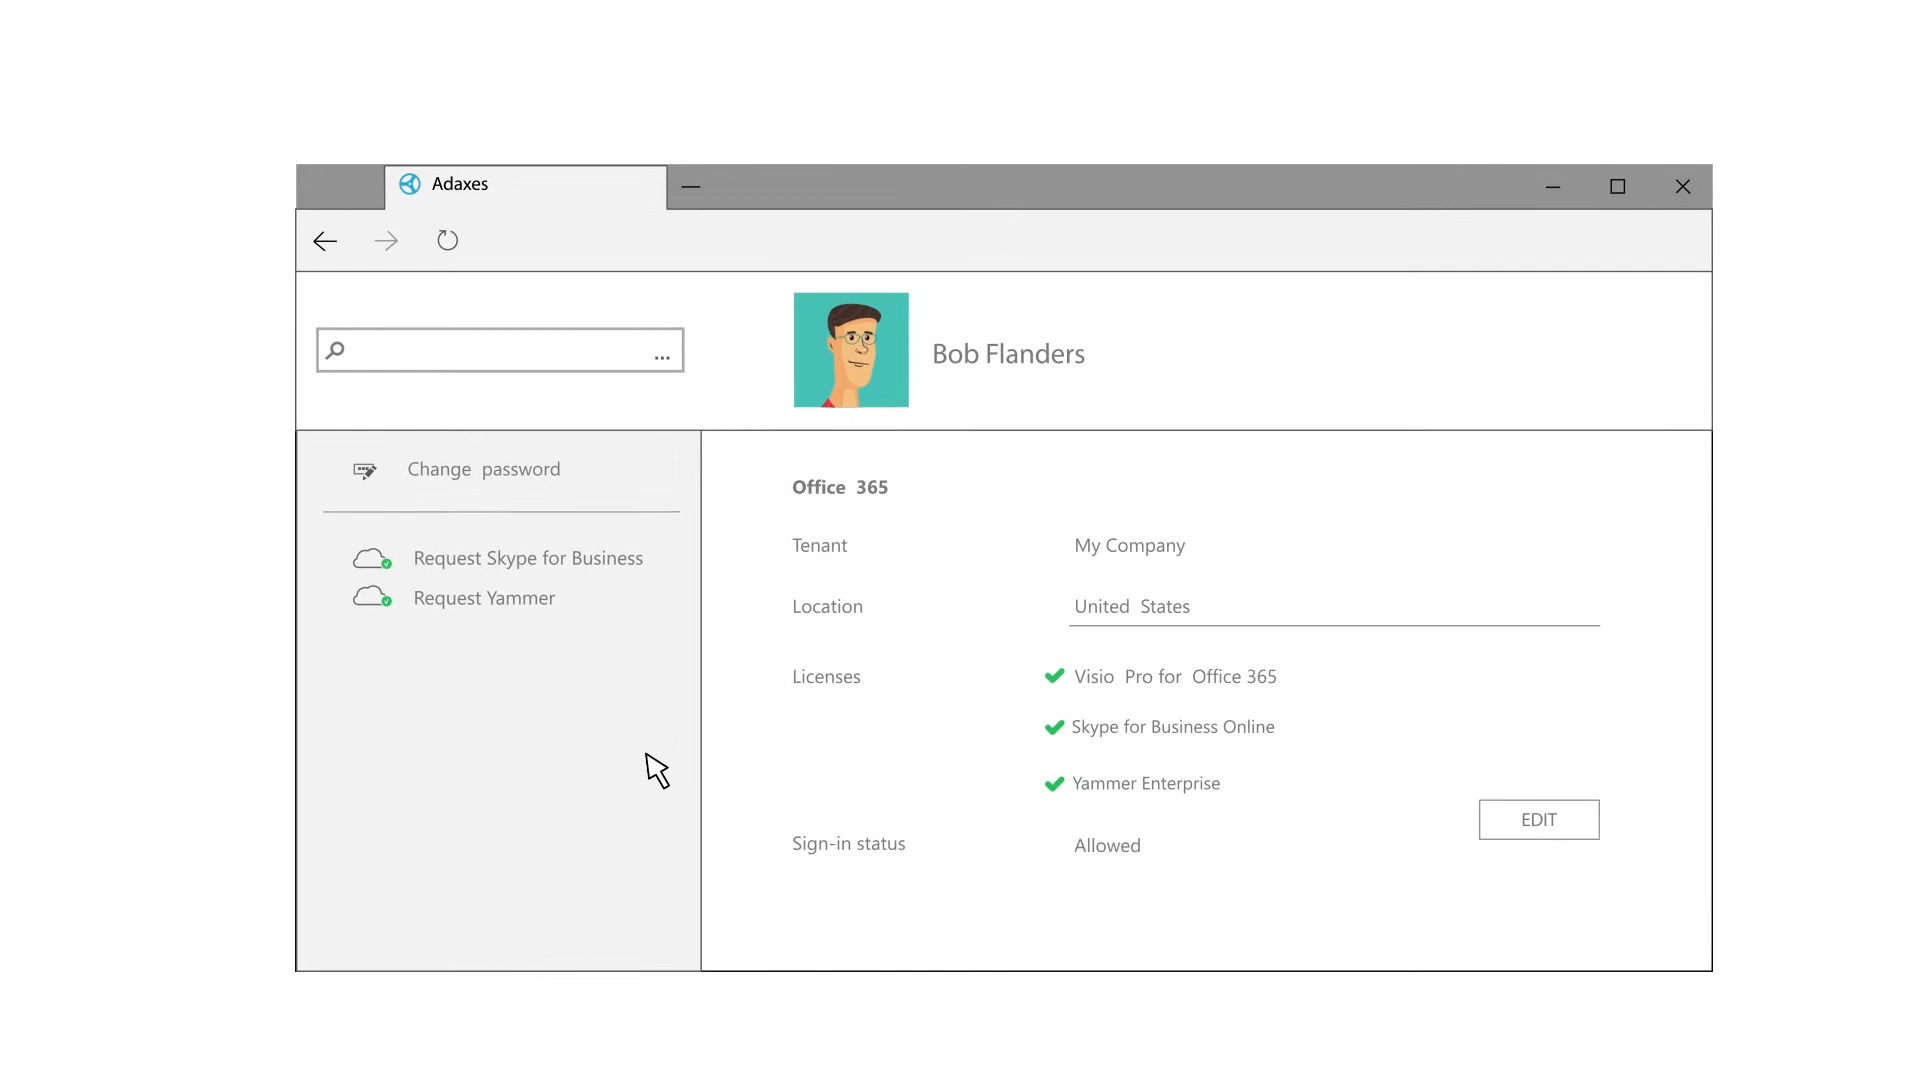 Adaxes
...
Bob Flanders
Change password
Request Skype for Business
Request Yammer
Office 365
Tenant My Company
Location United States
Licenses Visio Pro for Office 365
Skype for Business Online
Yammer Enterprise
EDIT
Sign-in status Allowed